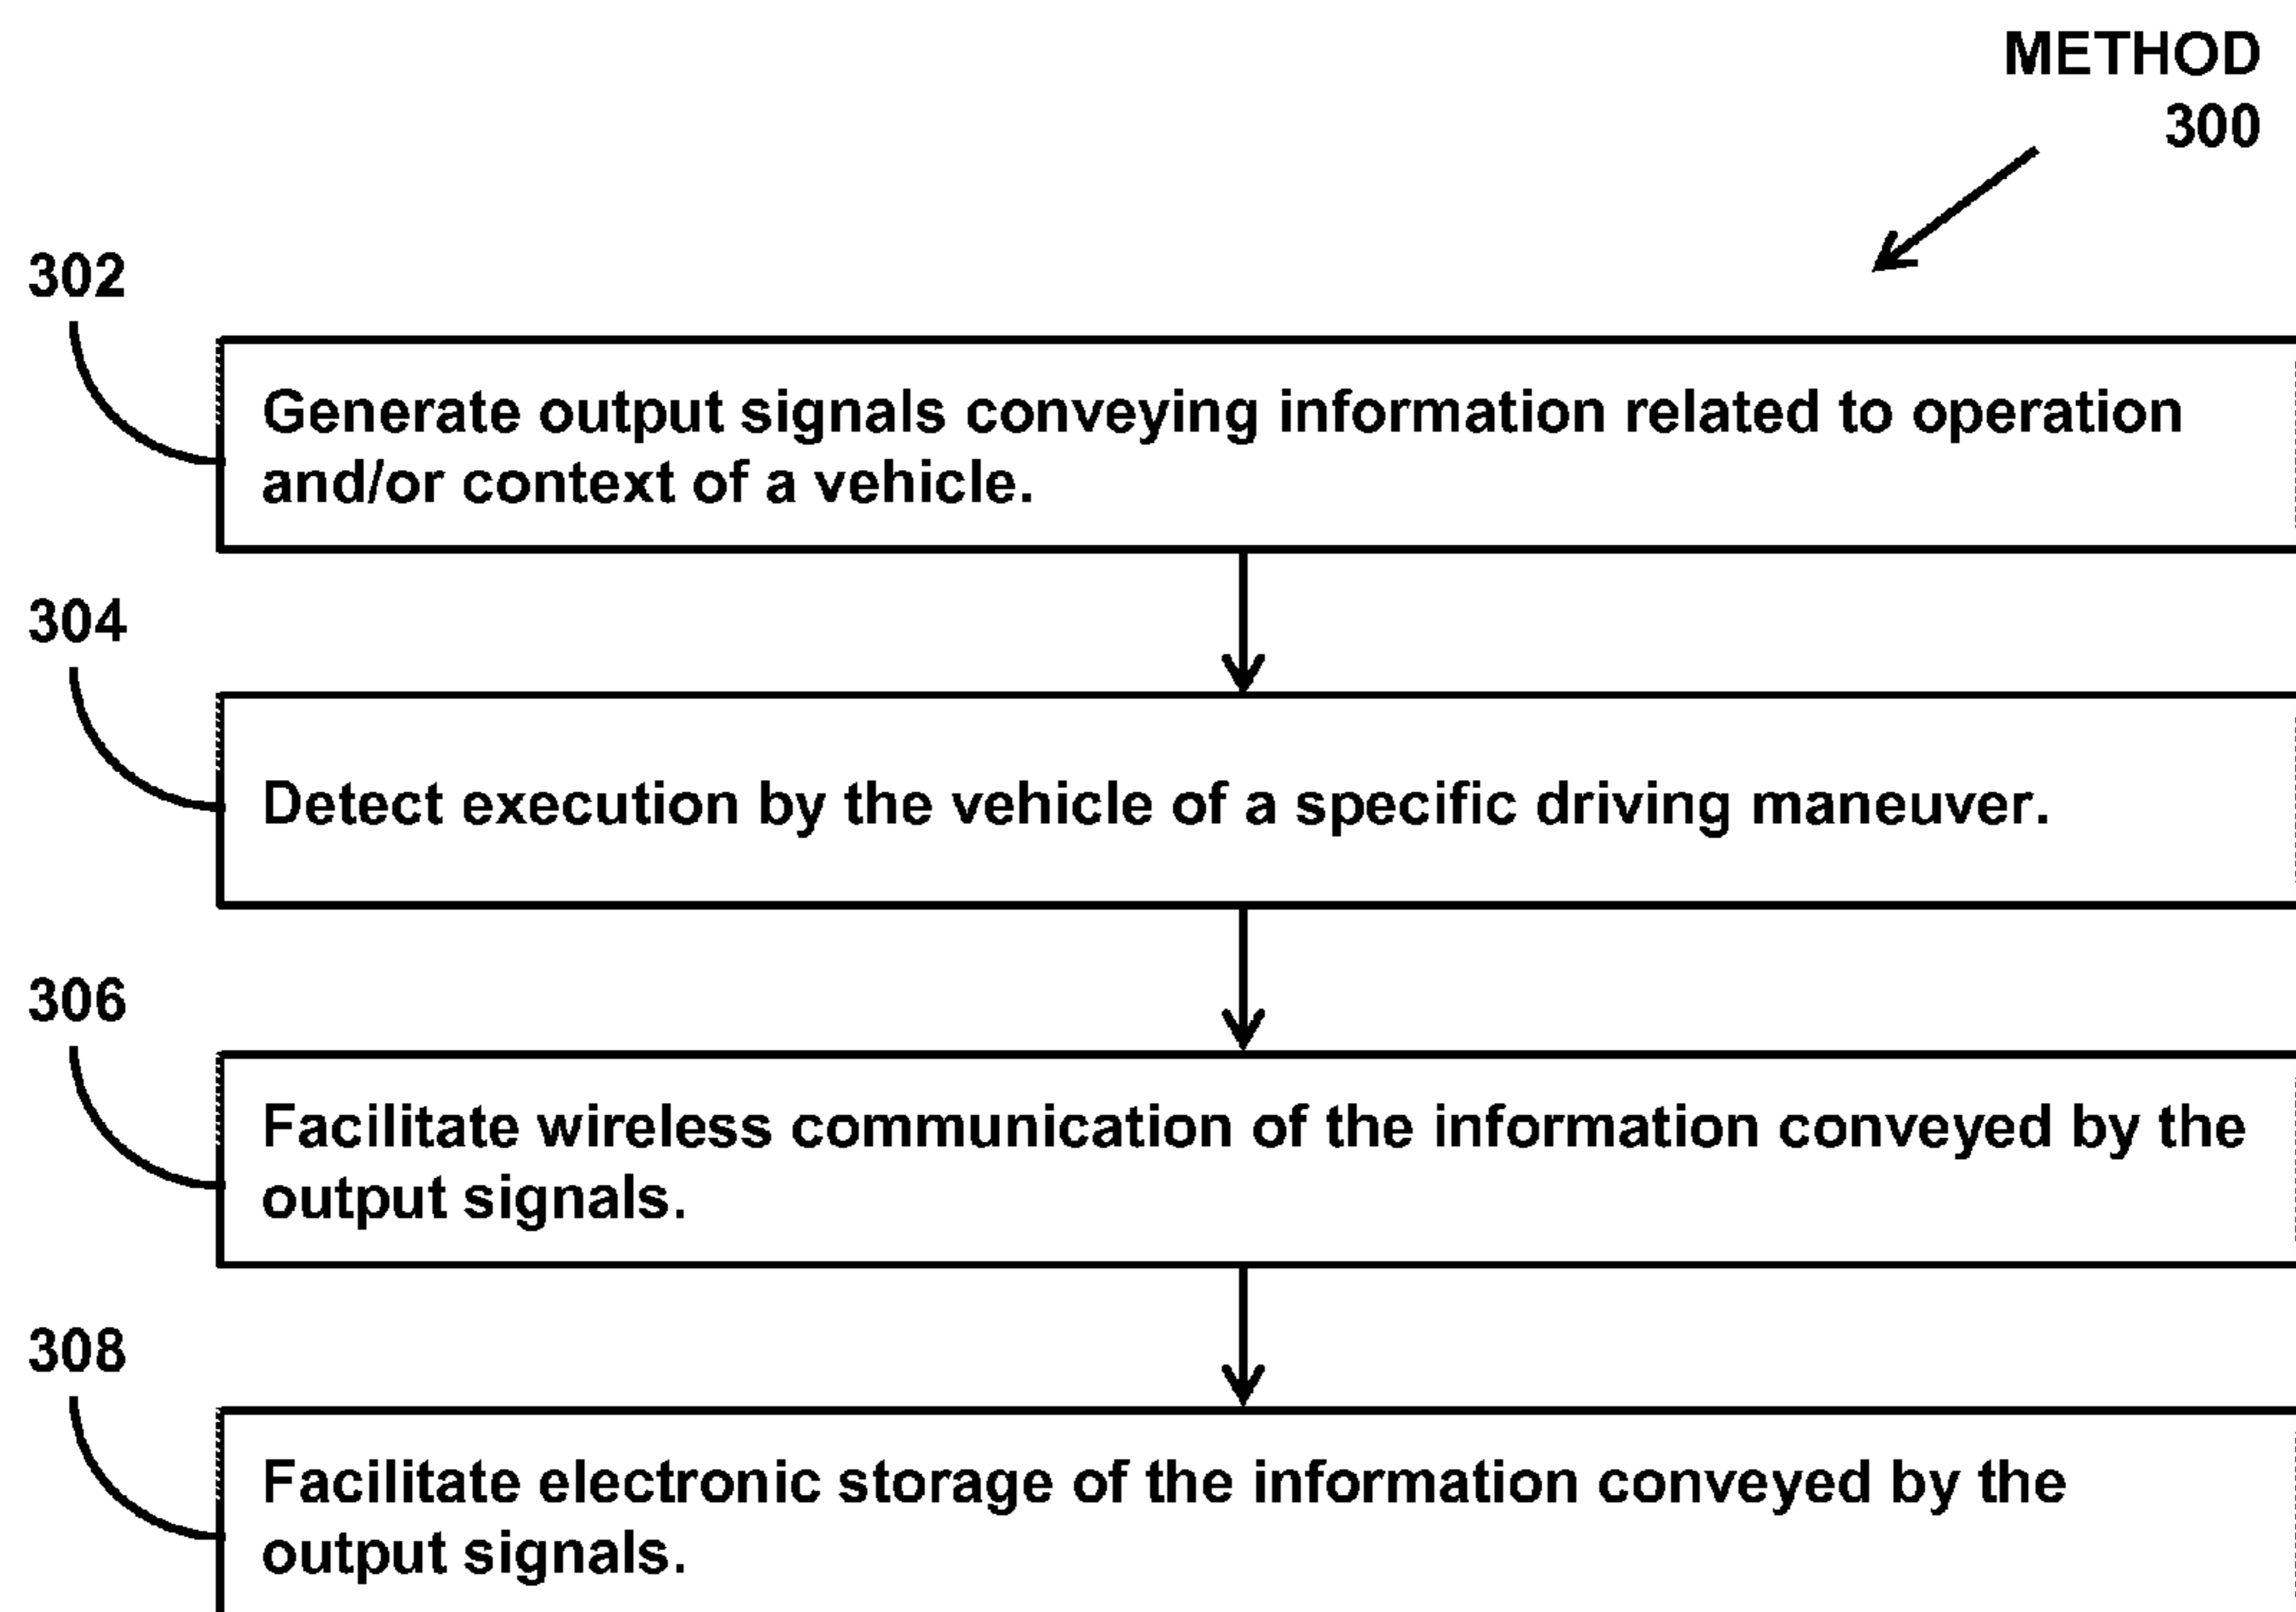 METHOD
300
302
Generate output signals conveying information related to operation
and/or context of a vehicle.
304
Detect execution by the vehicle of a specific driving maneuver.
306
Facilitate wireless communication of the information conveyed by the
output signals.
308
Facilitate electronic storage of the information conveyed by the
output signals.